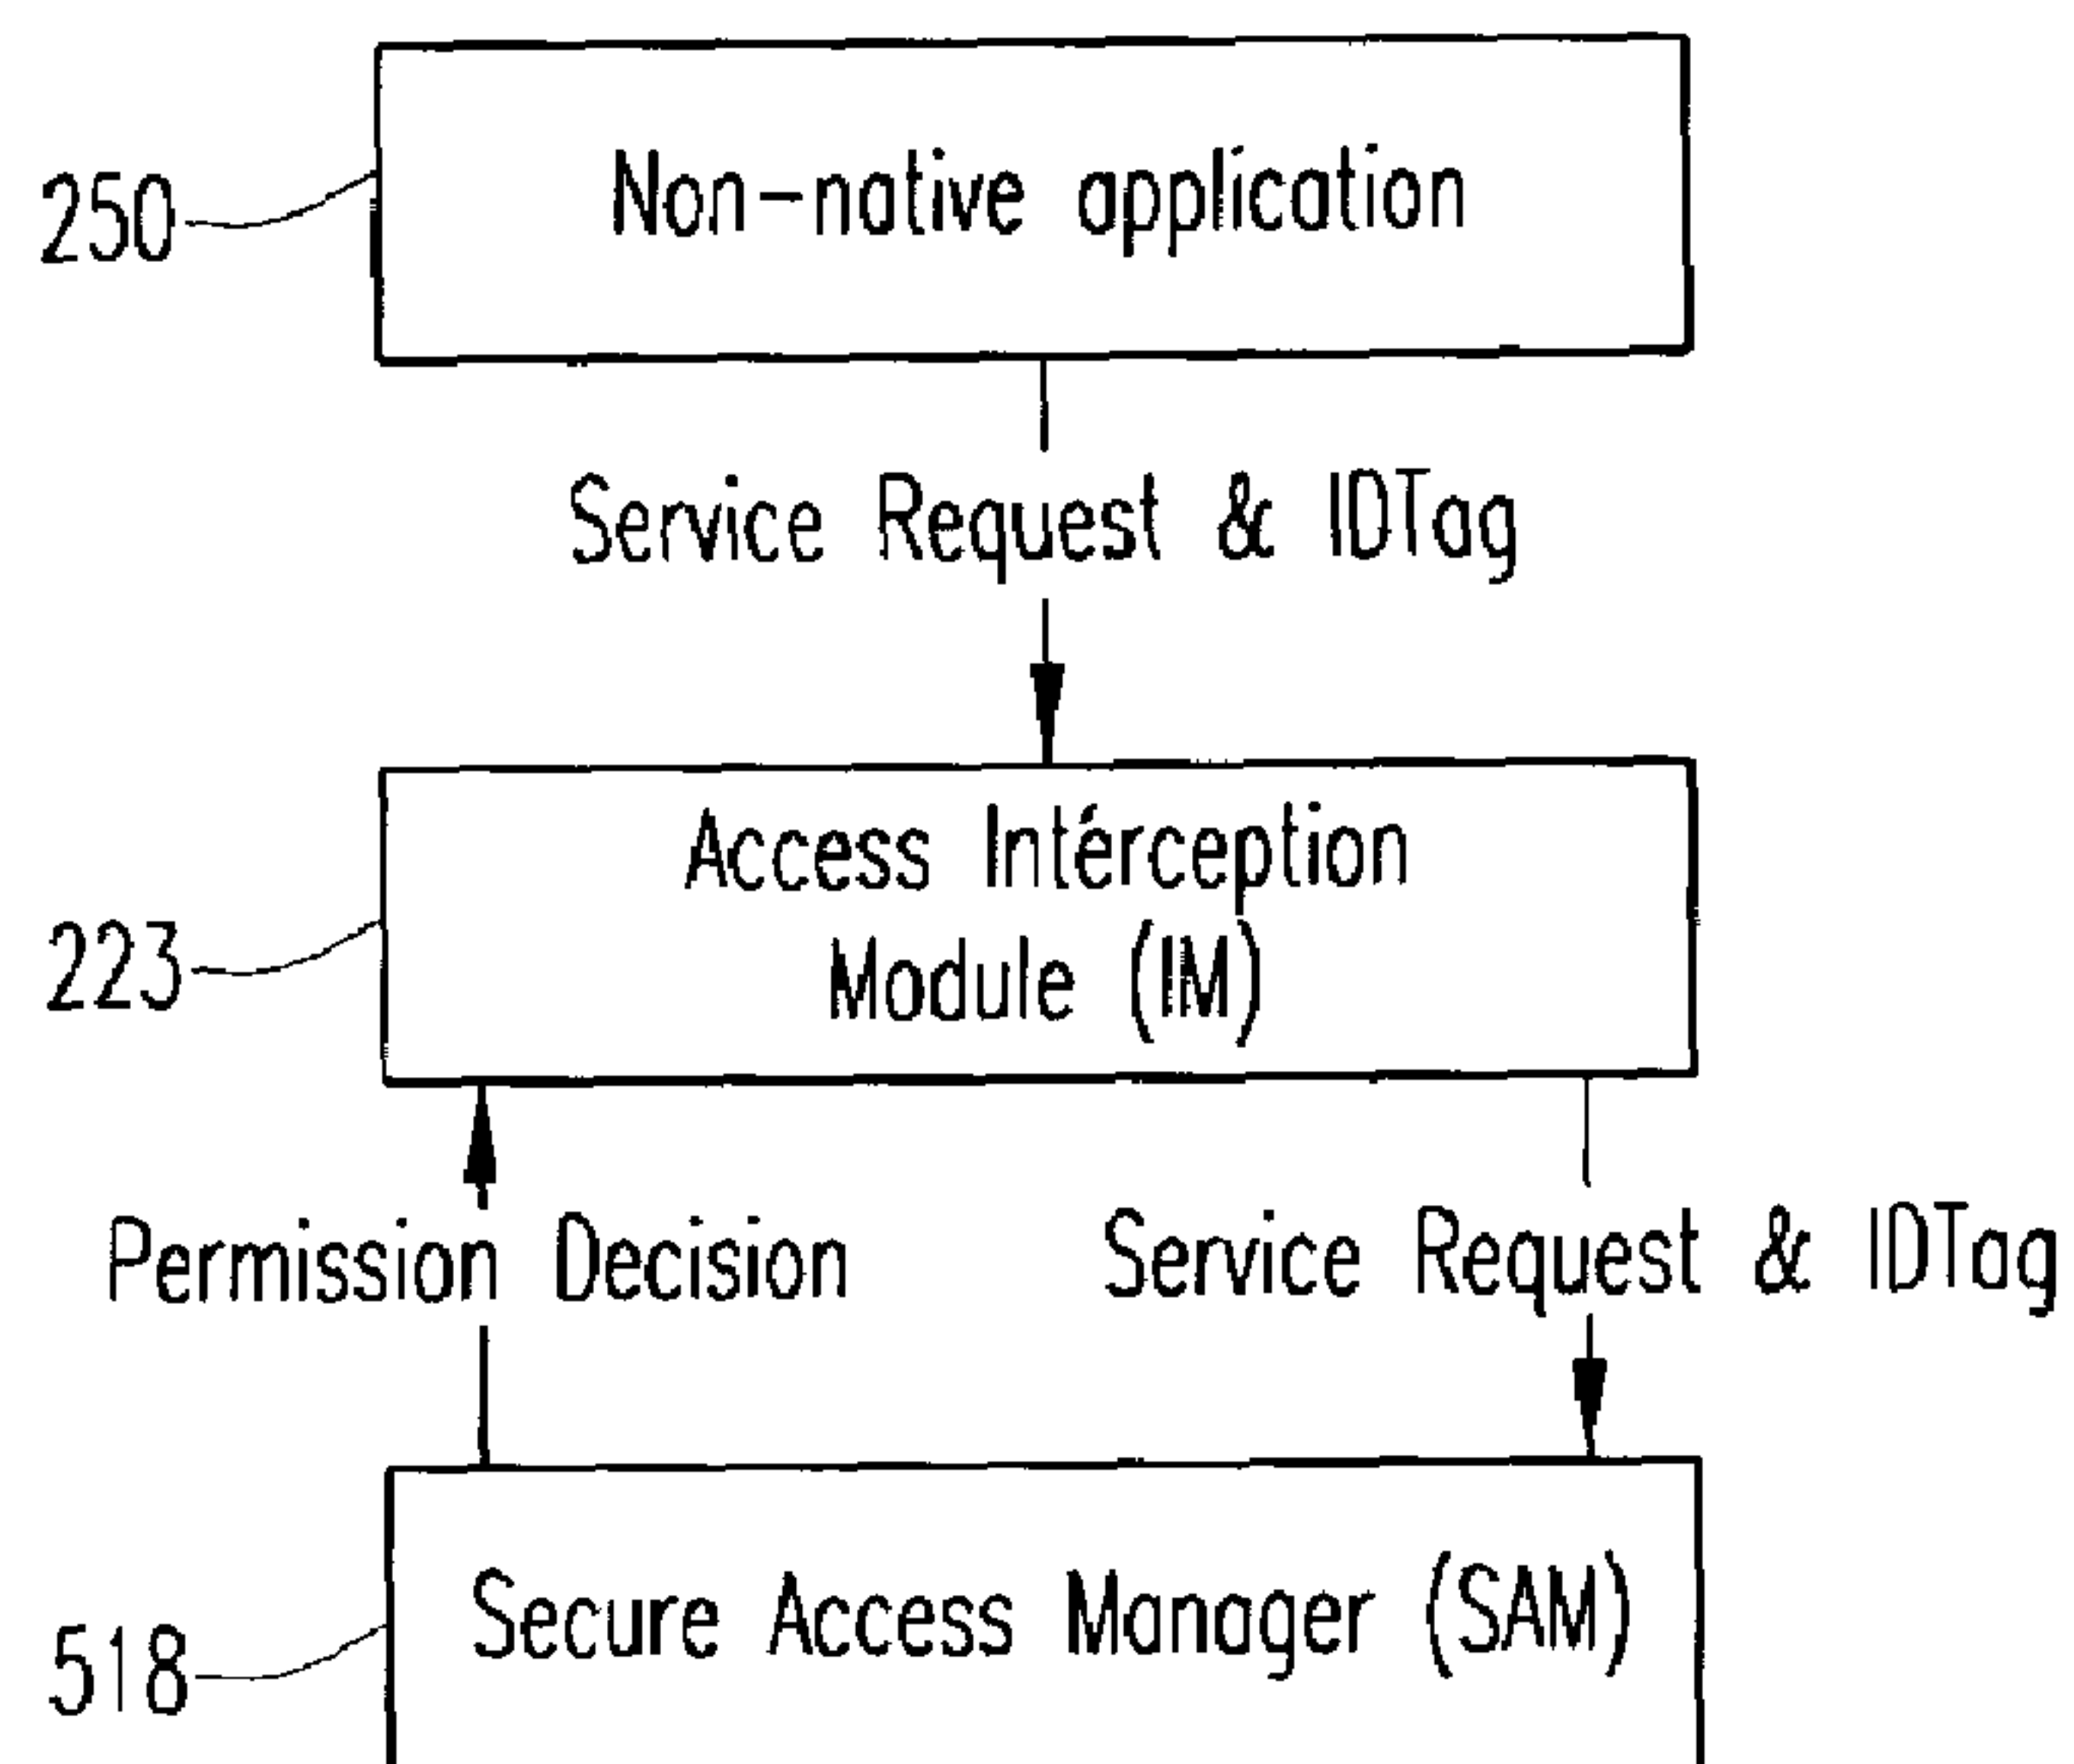 Non-native application
250
Service Request & IDTag
Access Intérception
Module (IM)
223
Permission Decision
Service Request & IDTag
Secure Access Manager (SAM)
518